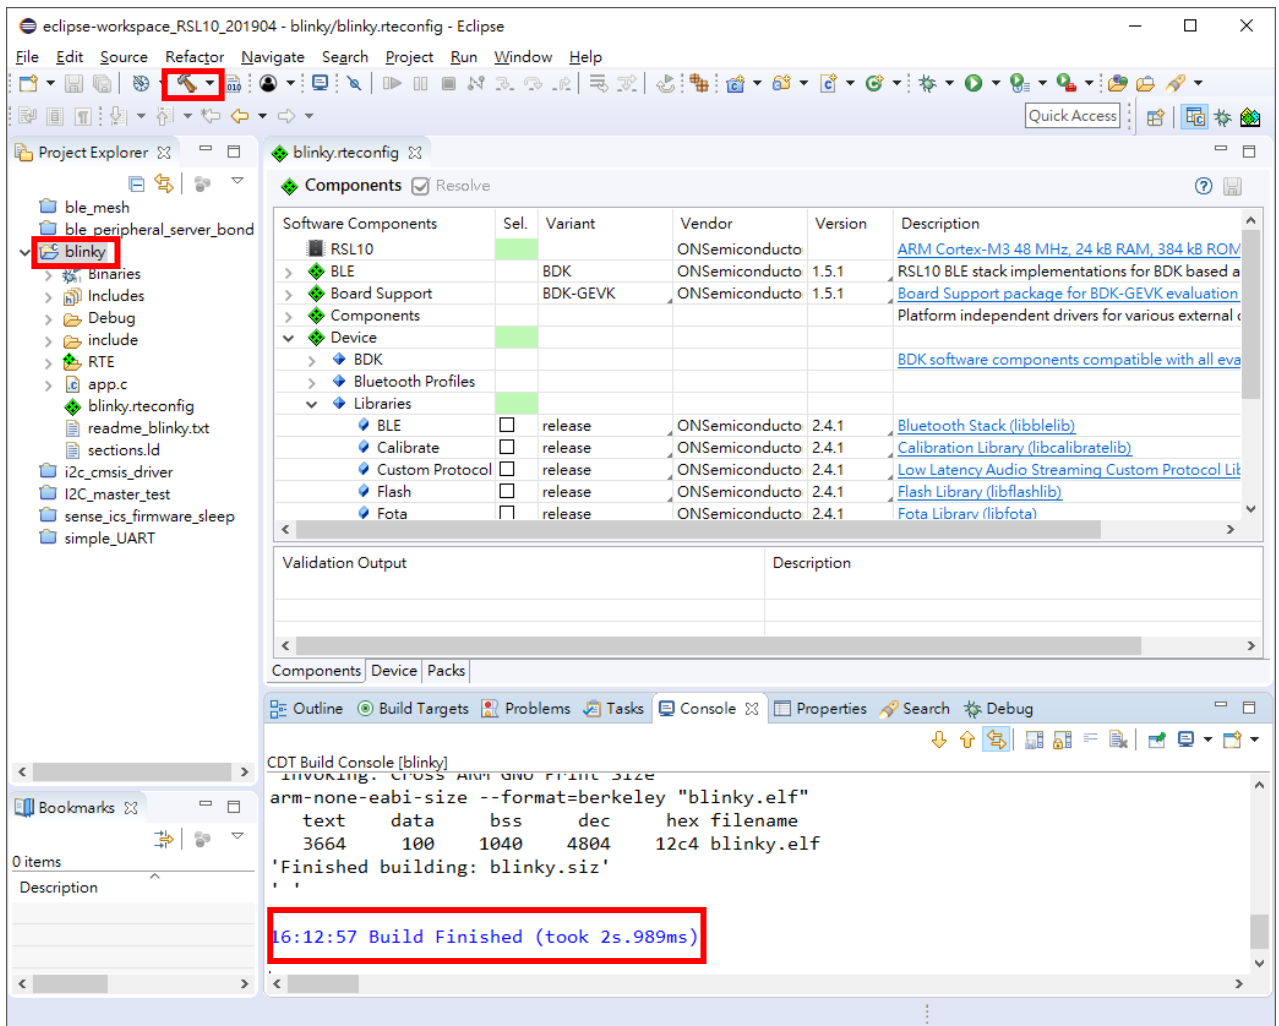 eclipse-workspace_RSL10_201904 - blinky/blinky.rteconfig - Eclipse
File Edit Source Refactor Navigate Search Project Run Window Help
Quick Access
Project Explorer
ble_mesh
ble_peripheral_server_bond
blinky
Binaries
Includes
Debug
include
RTE
app.c
blinky.rteconfig
readme_blinky.txt
sections.ld
i2c_cmsis_driver
I2C_master_test
sense_ics_firmware_sleep
simple_UART
blinky.rteconfig
Components Resolve
Software Components Sel. Variant Vendor Version Description
RSL10 ONSemiconducto ARM Cortex-M3 48 MHz, 24 kB RAM, 384 kB ROM
BLE BDK ONSemiconducto 1.5.1 RSL10 BLE stack implementations for BDK based a
Board Support BDK-GEVK ONSemiconducto 1.5.1 Board Support package for BDK-GEVK evaluation
Components Platform independent drivers for various external
Device
BDK BDK software components compatible with all eva
Bluetooth Profiles
Libraries
BLE release ONSemiconducto 2.4.1 Bluetooth Stack (libblelib)
Calibrate release ONSemiconducto 2.4.1 Calibration Library (libcalibratelib)
Custom Protocol release ONSemiconducto 2.4.1 Low Latency Audio Streaming Custom Protocol Lib
Flash release ONSemiconducto 2.4.1 Flash Library (libflashlib)
Fota release ONSemiconducto 2.4.1 Fota Library (libfota)
Validation Output Description
Components Device Packs
Outline Build Targets Problems Tasks Console Properties Search Debug
CDT Build Console [blinky]
Invoking: Cross ARM GNU Print Size
arm-none-eabi-size --format=berkeley "blinky.elf"
text data bss dec hex filename
3664 100 1040 4804 12c4 blinky.elf
'Finished building: blinky.siz'
' '
16:12:57 Build Finished (took 2s.989ms)
Bookmarks
0 items
Description